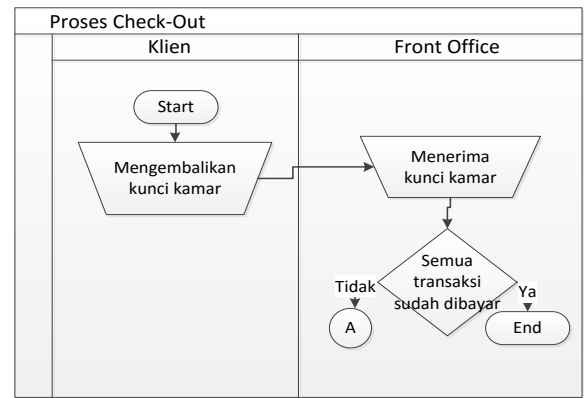 Proses Check-Out
Klien
Front Office
Start
Mengembalikan
kunci kamar
Menerima
kunci kamar
Semua
transaksi
sudah dibayar
Tidak
Ya
A
End